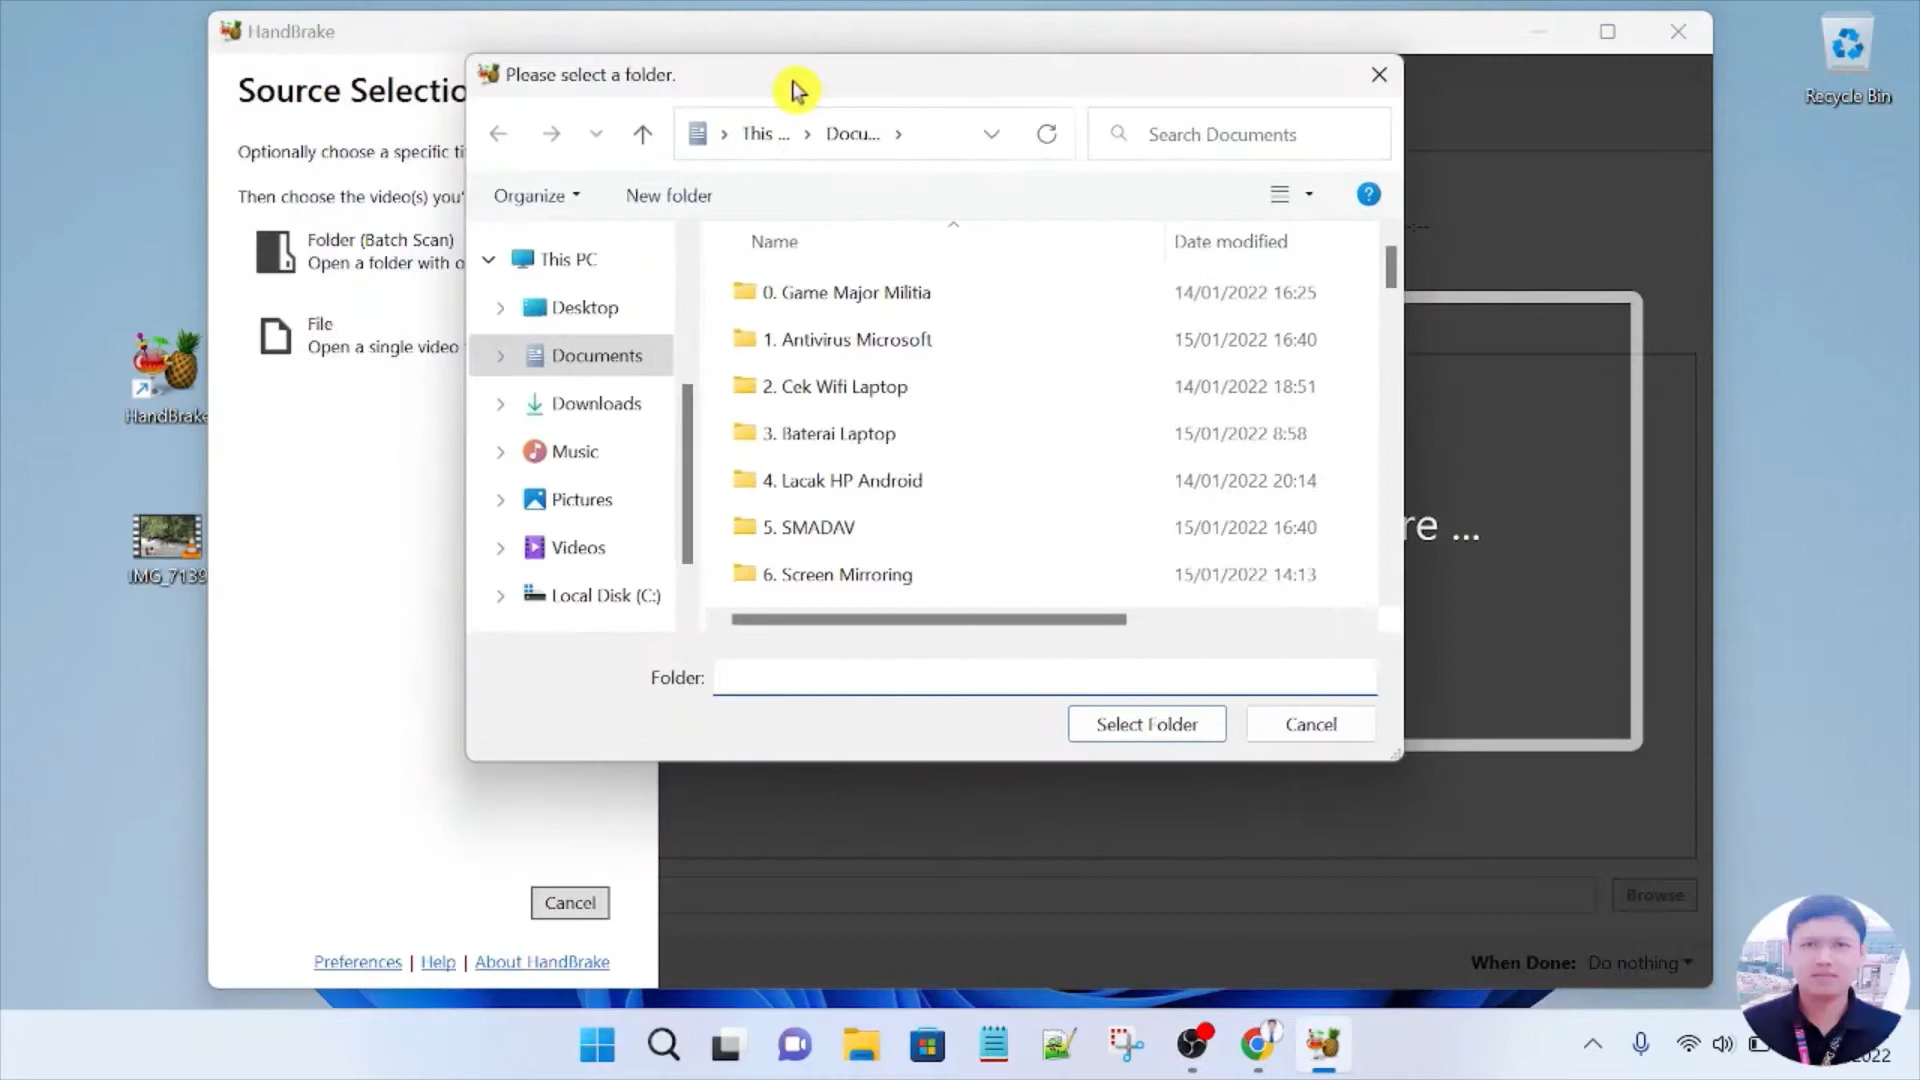 HandBrake
Recycle Bin
Source Selectio
Optionally choose a specific ti
Then choose the video(s) you'
Folder (Batch Scan)
Open a folder with o
File
Open a single video
HandBrake
IMG_7139
Please select a folder.
This ... Docu...
Search Documents
Organize
New folder
Name
Date modified
This PC
Desktop
Documents
Downloads
Music
Pictures
Videos
Local Disk (C:)
0. Game Major Militia 14/01/2022 16:25
1. Antivirus Microsoft 15/01/2022 16:40
2. Cek Wifi Laptop 14/01/2022 18:51
3. Baterai Laptop 15/01/2022 8:58
4. Lacak HP Android 14/01/2022 20:14
5. SMADAV 15/01/2022 16:40
6. Screen Mirroring 15/01/2022 14:13
Folder:
Select Folder
Cancel
re ...
Cancel
Browse
Preferences | Help | About HandBrake
When Done: Do nothing
2022